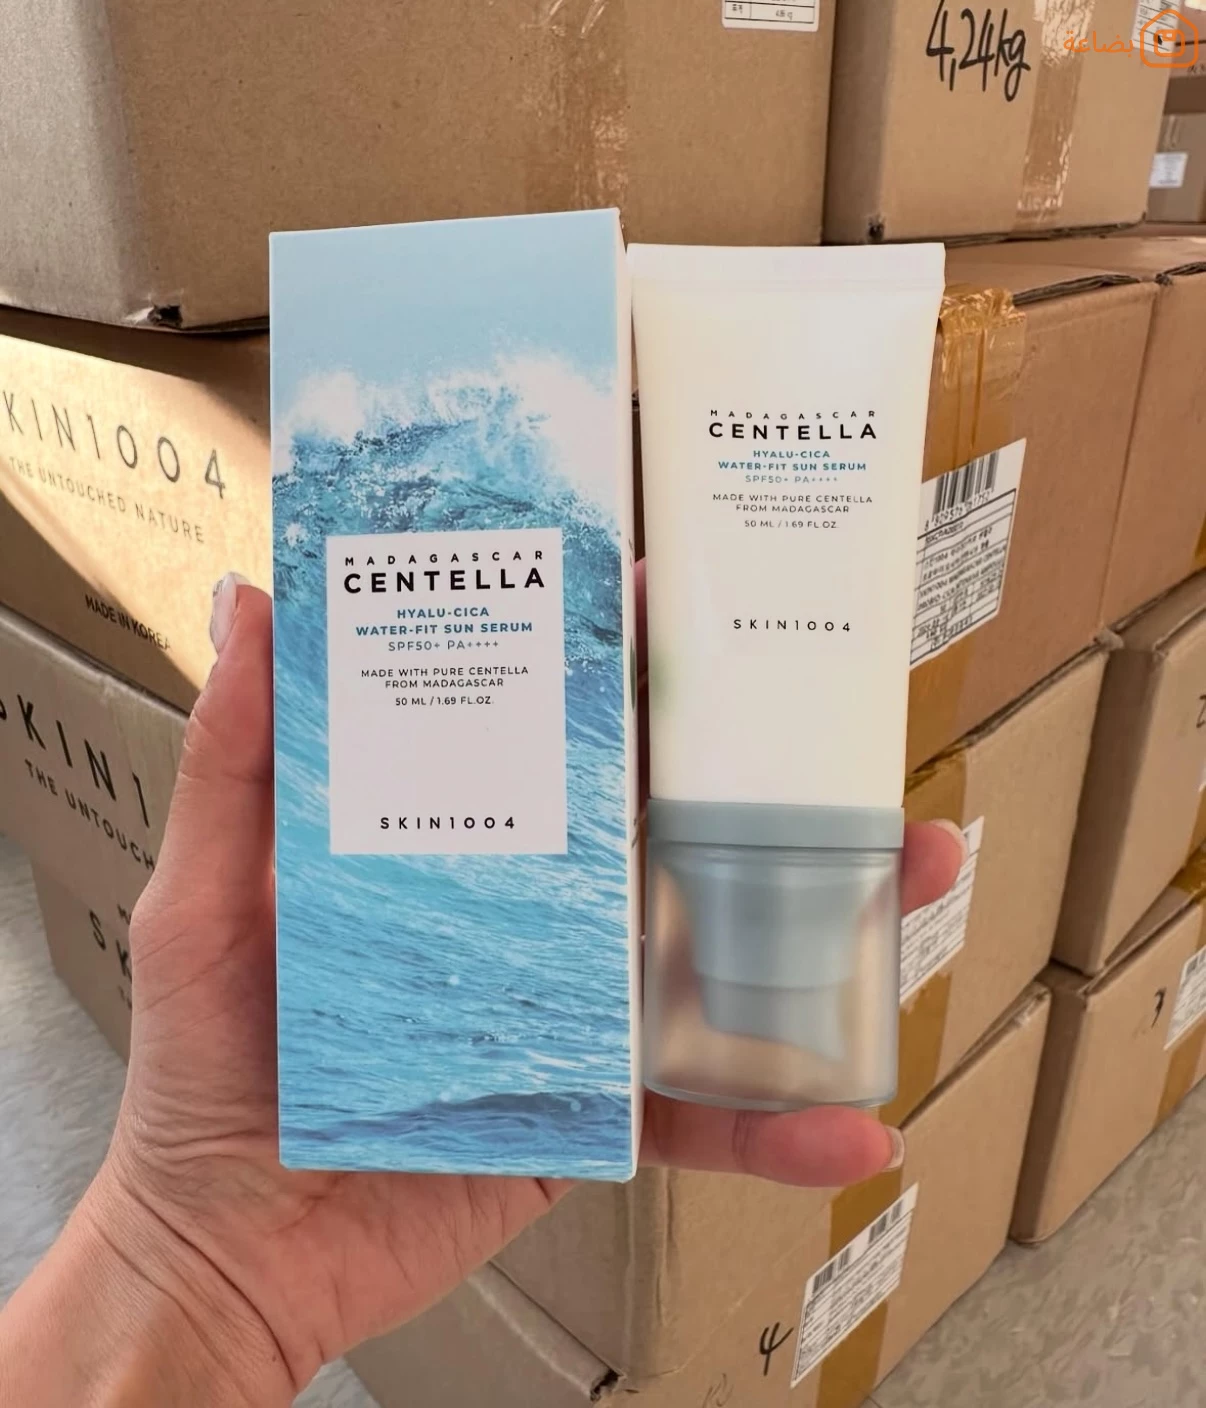 4,24kg
بضاعة
KIN1004
THE UNTOUCHED NATURE
MADE IN KOREA
SKIN1
THE UNTOUCH
MADAGASCAR
CENTELLA
HYALU-CICA
WATER-FIT SUN SERUM
SPF50+ PA++++
MADE WITH PURE CENTELLA
FROM MADAGASCAR
50 ML / 1.69 FL.OZ.
SKIN1004
MADAGASCAR
CENTELLA
HYALU-CICA
WATER-FIT SUN SERUM
SPF50+ PA++++
MADE WITH PURE CENTELLA
FROM MADAGASCAR
50 ML / 1.69 FL.OZ.
SKIN1004
4